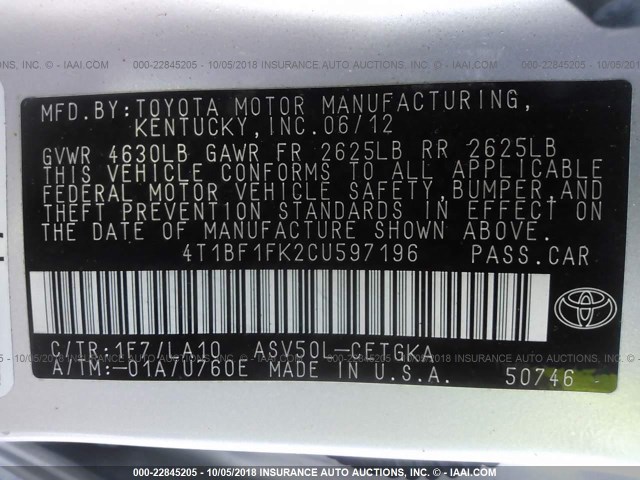 000-22845205 - 10/05/2018 INSURANCE AUTO AUCTIONS, INC. - © IAAI.COM
MFD.BY:TOYOTA MOTOR MANUFACTURING,
KENTUCKY,INC.06/12
GVWR 4630LB GAWR FR 2625LB RR 2625LB
THIS VEHICLE CONFORMS TO ALL APPLICABLE
FEDERAL MOTOR VEHICLE SAFETY,BUMPER,AND
THEFT PREVENTION STANDARDS IN EFFECT ON
THE DATE OF MANUFACTURE SHOWN ABOVE.
4T1BF1FK2CU597196 PASS.CAR
C/TR:1F7/LA10 ASV50L-CETGKA
A/TM:-01A/U760E MADE IN U.S.A. 50746
000-22845205 - 10/05/2018 INSURANCE AUTO AUCTIONS, INC. - © IAAI.COM